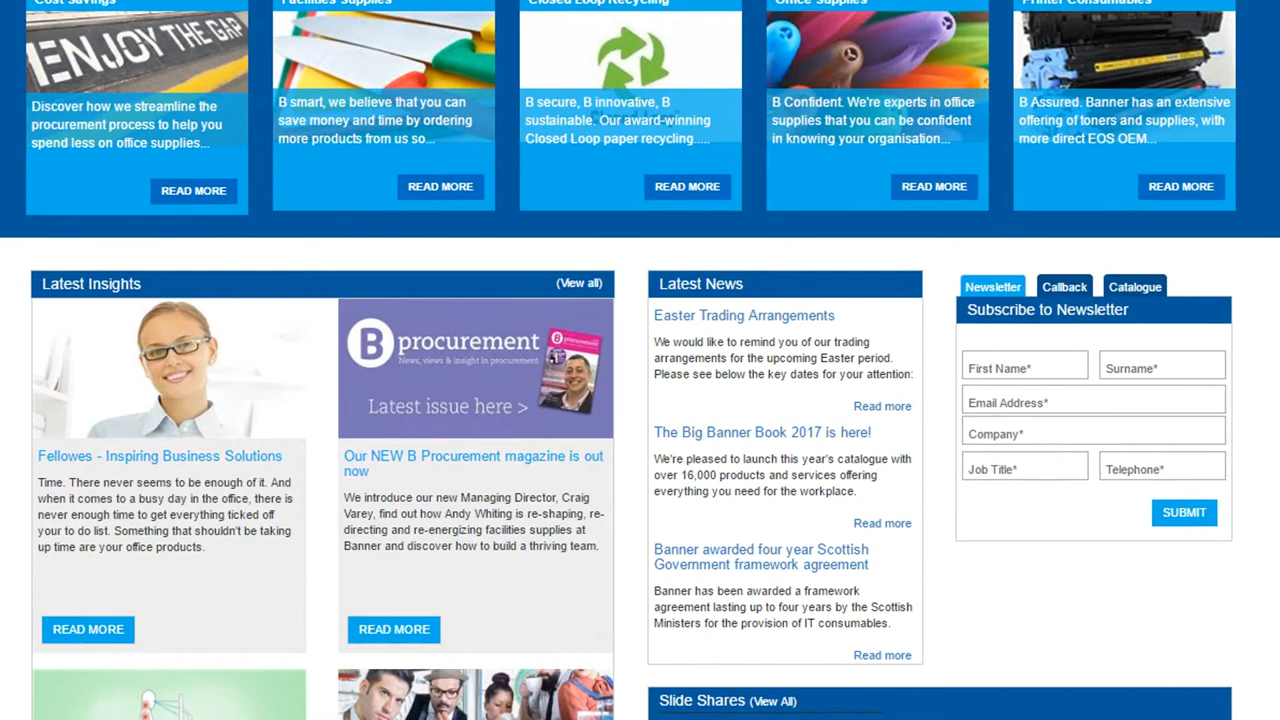 Cost Savings
Facilities Supplies
Closed Loop Recycling
Office Supplies
Printer Consumables
ENJOY THE GAP
Discover how we streamline the
procurement process to help you
spend less on office supplies...
READ MORE
B smart, we believe that you can
save money and time by ordering
more products from us so...
READ MORE
B secure, B innovative, B
sustainable. Our award-winning
Closed Loop paper recycling.....
READ MORE
B Confident. We're experts in office
supplies that you can be confident
in knowing your organisation...
READ MORE
B Assured. Banner has an extensive
offering of toners and supplies, with
more direct EOS OEM...
READ MORE
Latest Insights
(View all)
B procurement
News, views & insight in procurement
Latest issue here >
Fellowes - Inspiring Business Solutions
Time. There never seems to be enough of it. And
when it comes to a busy day in the office, there is
never enough time to get everything ticked off
your to do list. Something that shouldn't be taking
up time are your office products.
READ MORE
Our NEW B Procurement magazine is out
now
We introduce our new Managing Director, Craig
Varey, find out how Andy Whiting is re-shaping, re-
directing and re-energizing facilities supplies at
Banner and discover how to build a thriving team.
READ MORE
Latest News
Easter Trading Arrangements
We would like to remind you of our trading
arrangements for the upcoming Easter period.
Please see below the key dates for your attention:
Read more
The Big Banner Book 2017 is here!
We're pleased to launch this year's catalogue with
over 16,000 products and services offering
everything you need for the workplace.
Read more
Banner awarded four year Scottish
Government framework agreement
Banner has been awarded a framework
agreement lasting up to four years by the Scottish
Ministers for the provision of IT consumables.
Read more
Slide Shares (View All)
Newsletter
Callback
Catalogue
Subscribe to Newsletter
First Name*
Surname*
Email Address*
Company*
Job Title*
Telephone*
SUBMIT